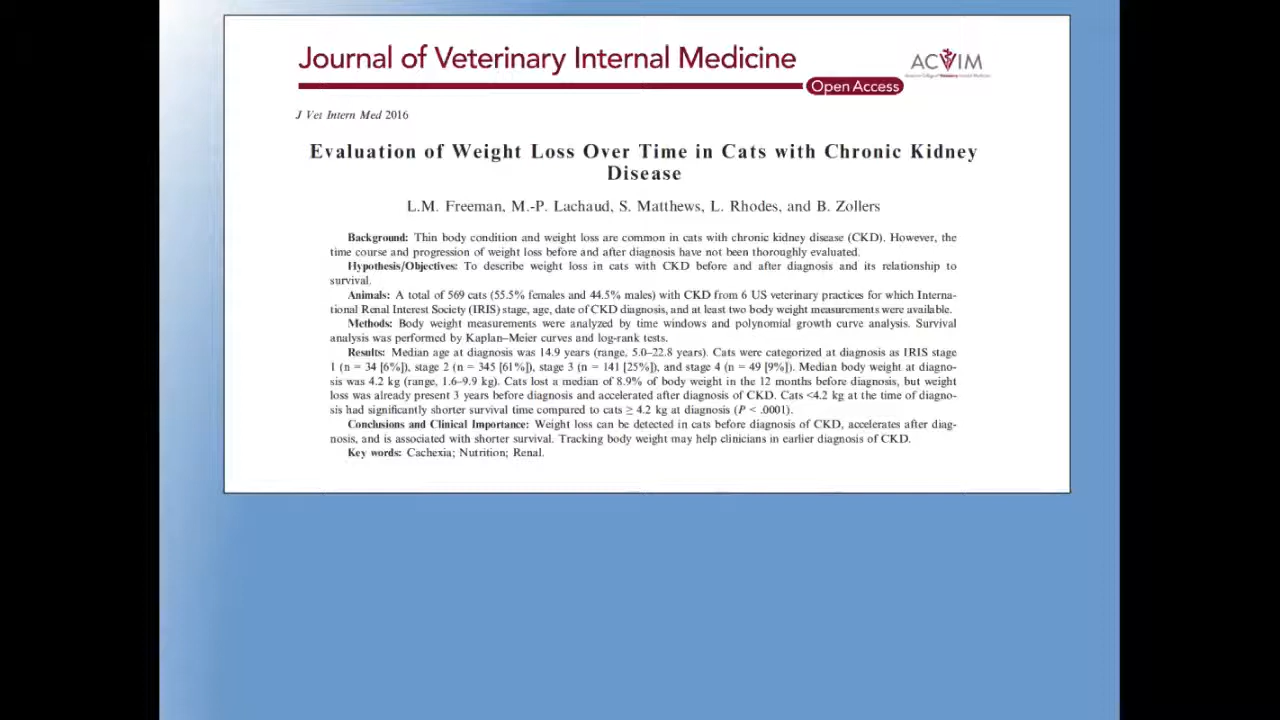 Journal of Veterinary Internal Medicine
ACVIM
Open Access
J Vet Intern Med 2016
Evaluation of Weight Loss Over Time in Cats with Chronic Kidney
Disease
L.M. Freeman, M.-P. Lachaud, S. Matthews, L. Rhodes, and B. Zollers
Background: Thin body condition and weight loss are common in cats with chronic kidney disease (CKD). However, the
time course and progression of weight loss before and after diagnosis have not been thoroughly evaluated.
Hypothesis/Objectives: To describe weight loss in cats with CKD before and after diagnosis and its relationship to
survival.
Animals: A total of 569 cats (55.5% females and 44.5% males) with CKD from 6 US veterinary practices for which Interna-
tional Renal Interest Society (IRIS) stage, age, date of CKD diagnosis, and at least two body weight measurements were available.
Methods: Body weight measurements were analyzed by time windows and polynomial growth curve analysis. Survival
analysis was performed by Kaplan–Meier curves and log-rank tests.
Results: Median age at diagnosis was 14.9 years (range, 5.0–22.8 years). Cats were categorized at diagnosis as IRIS stage
1 (n = 34 [6%]), stage 2 (n = 345 [61%]), stage 3 (n = 141 [25%]), and stage 4 (n = 49 [9%]). Median body weight at diagno-
sis was 4.2 kg (range, 1.6–9.9 kg). Cats lost a median of 8.9% of body weight in the 12 months before diagnosis, but weight
loss was already present 3 years before diagnosis and accelerated after diagnosis of CKD. Cats <4.2 kg at the time of diagno-
sis had significantly shorter survival time compared to cats ≥ 4.2 kg at diagnosis (P < .0001).
Conclusions and Clinical Importance: Weight loss can be detected in cats before diagnosis of CKD, accelerates after diag-
nosis, and is associated with shorter survival. Tracking body weight may help clinicians in earlier diagnosis of CKD.
Key words: Cachexia; Nutrition; Renal.